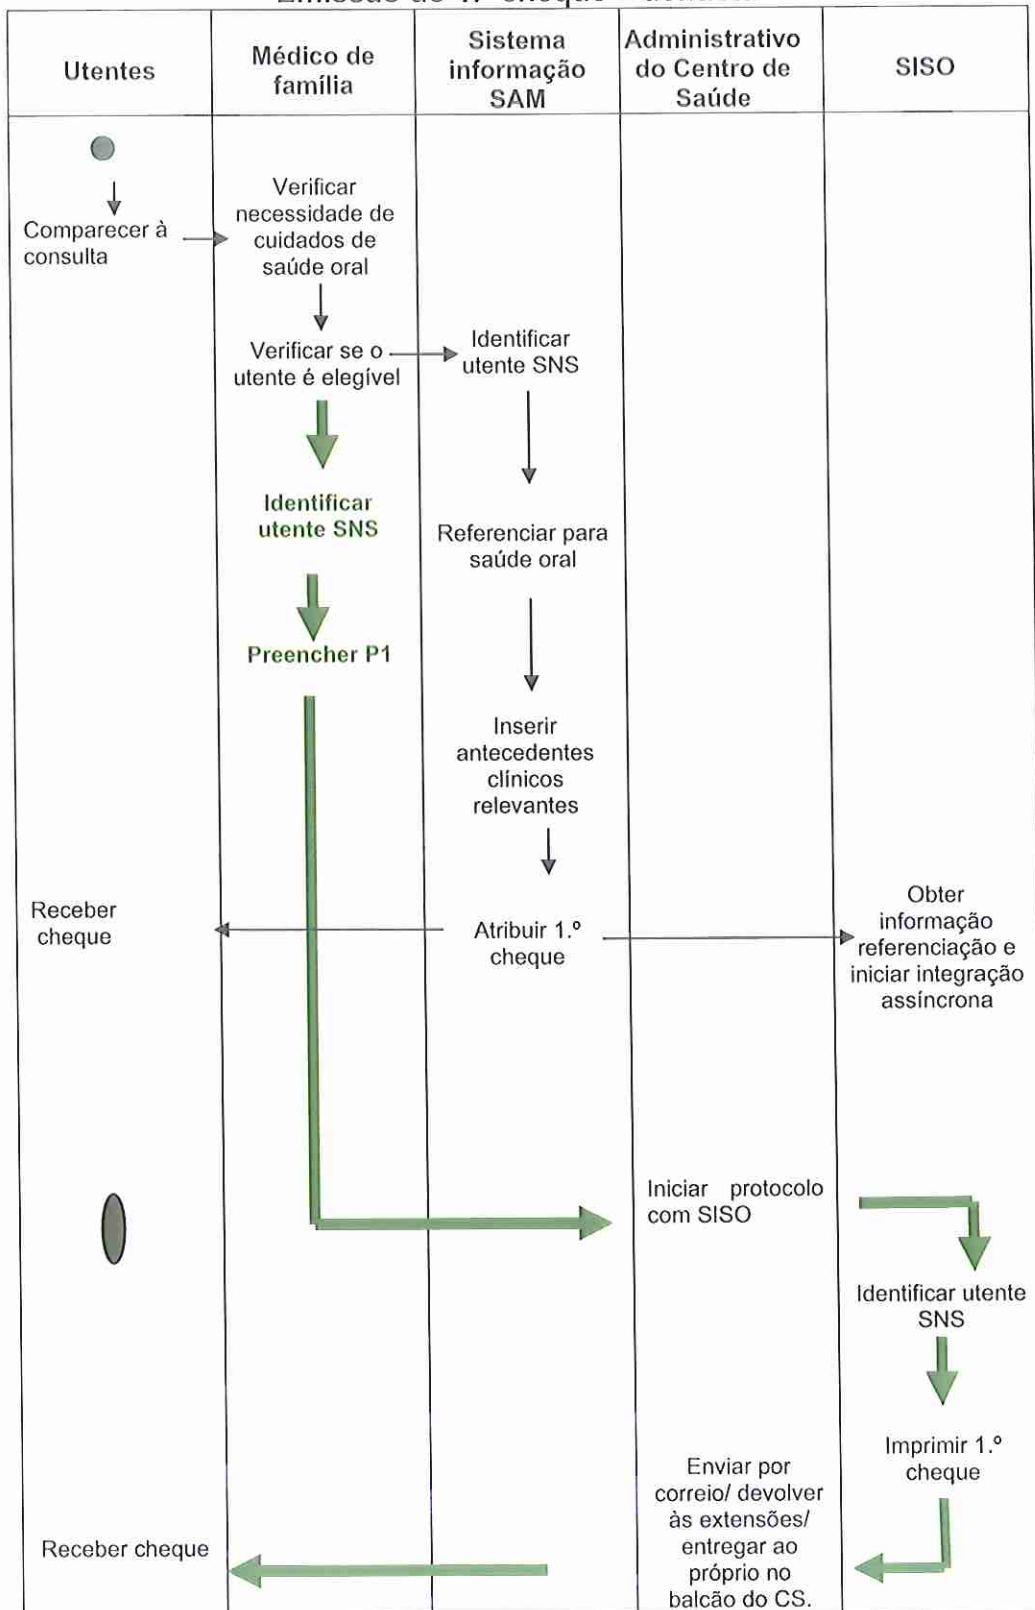 Emissão do 1.º cheque
Utentes
Médico de
família
Sistema
informação
SAM
Administrativo
do Centro de
Saúde
SISO
Comparecer à
consulta
Verificar
necessidade de
cuidados de
saúde oral
Verificar se o
utente é elegível
Identificar
utente SNS
Identificar
utente SNS
Referenciar para
saúde oral
Preencher P1
Inserir
antecedentes
clínicos
relevantes
Receber
cheque
Atribuir 1.º
cheque
Obter
informação
referenciação e
iniciar integração
assíncrona
Iniciar protocolo
com SISO
Identificar utente
SNS
Imprimir 1.º
cheque
Enviar por
correio/ devolver
às extensões/
entregar ao
próprio no
balcão do CS.
Receber cheque